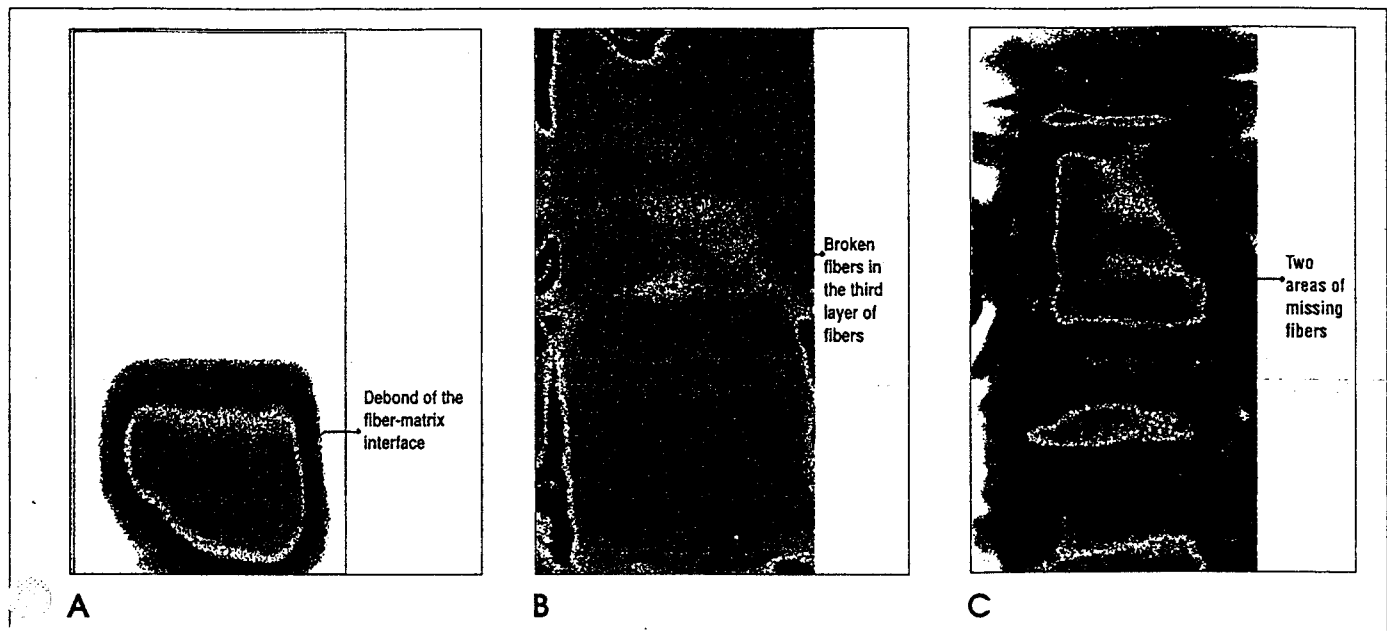 Debond of the
fiber-matrix
interface
Broken
fibers in
the third
layer of
fibers
Two
areas of
missing
fibers
A
B
C